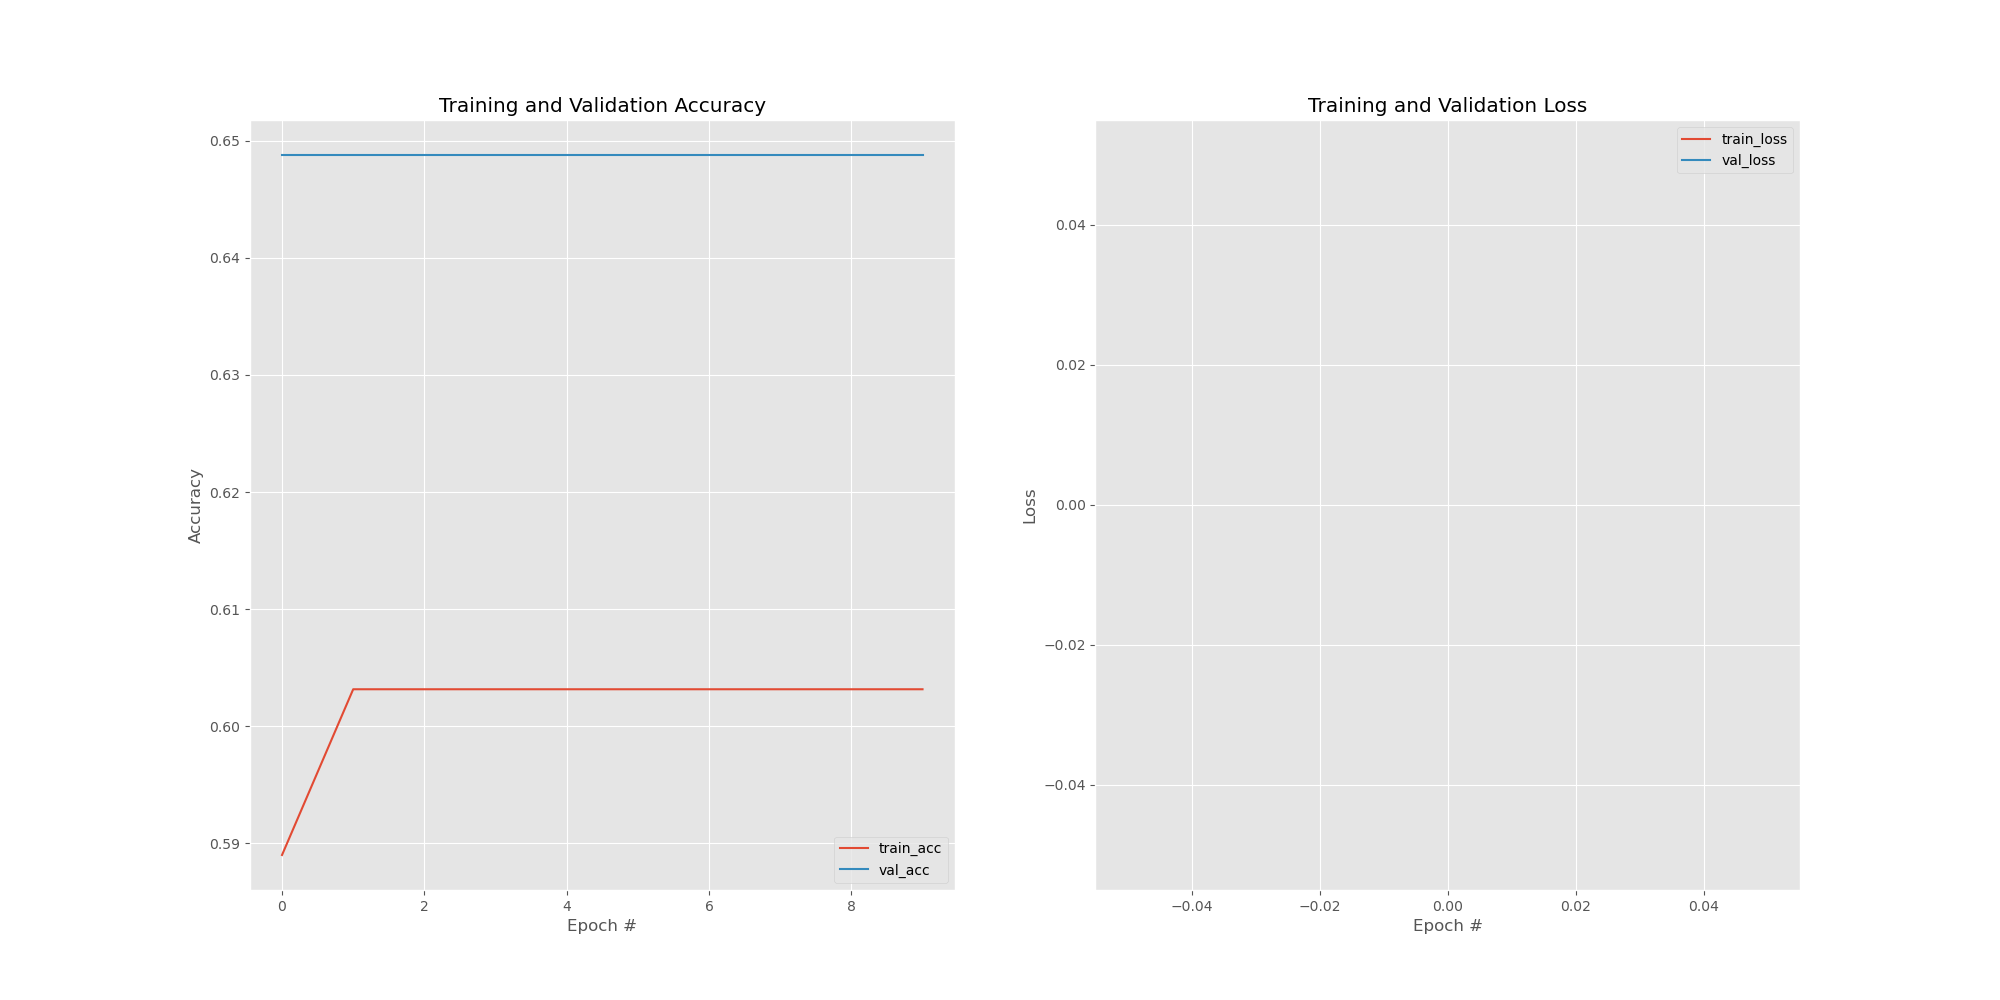 Training and Validation Accuracy
0.65
0.64
0.63
0.62
0.61
0.60
0.59
Accuracy
0 2 4 6 8
Epoch #
train_acc
val_acc
Training and Validation Loss
0.04
0.02
0.00
−0.02
−0.04
Loss
−0.04 −0.02 0.00 0.02 0.04
Epoch #
train_loss
val_loss